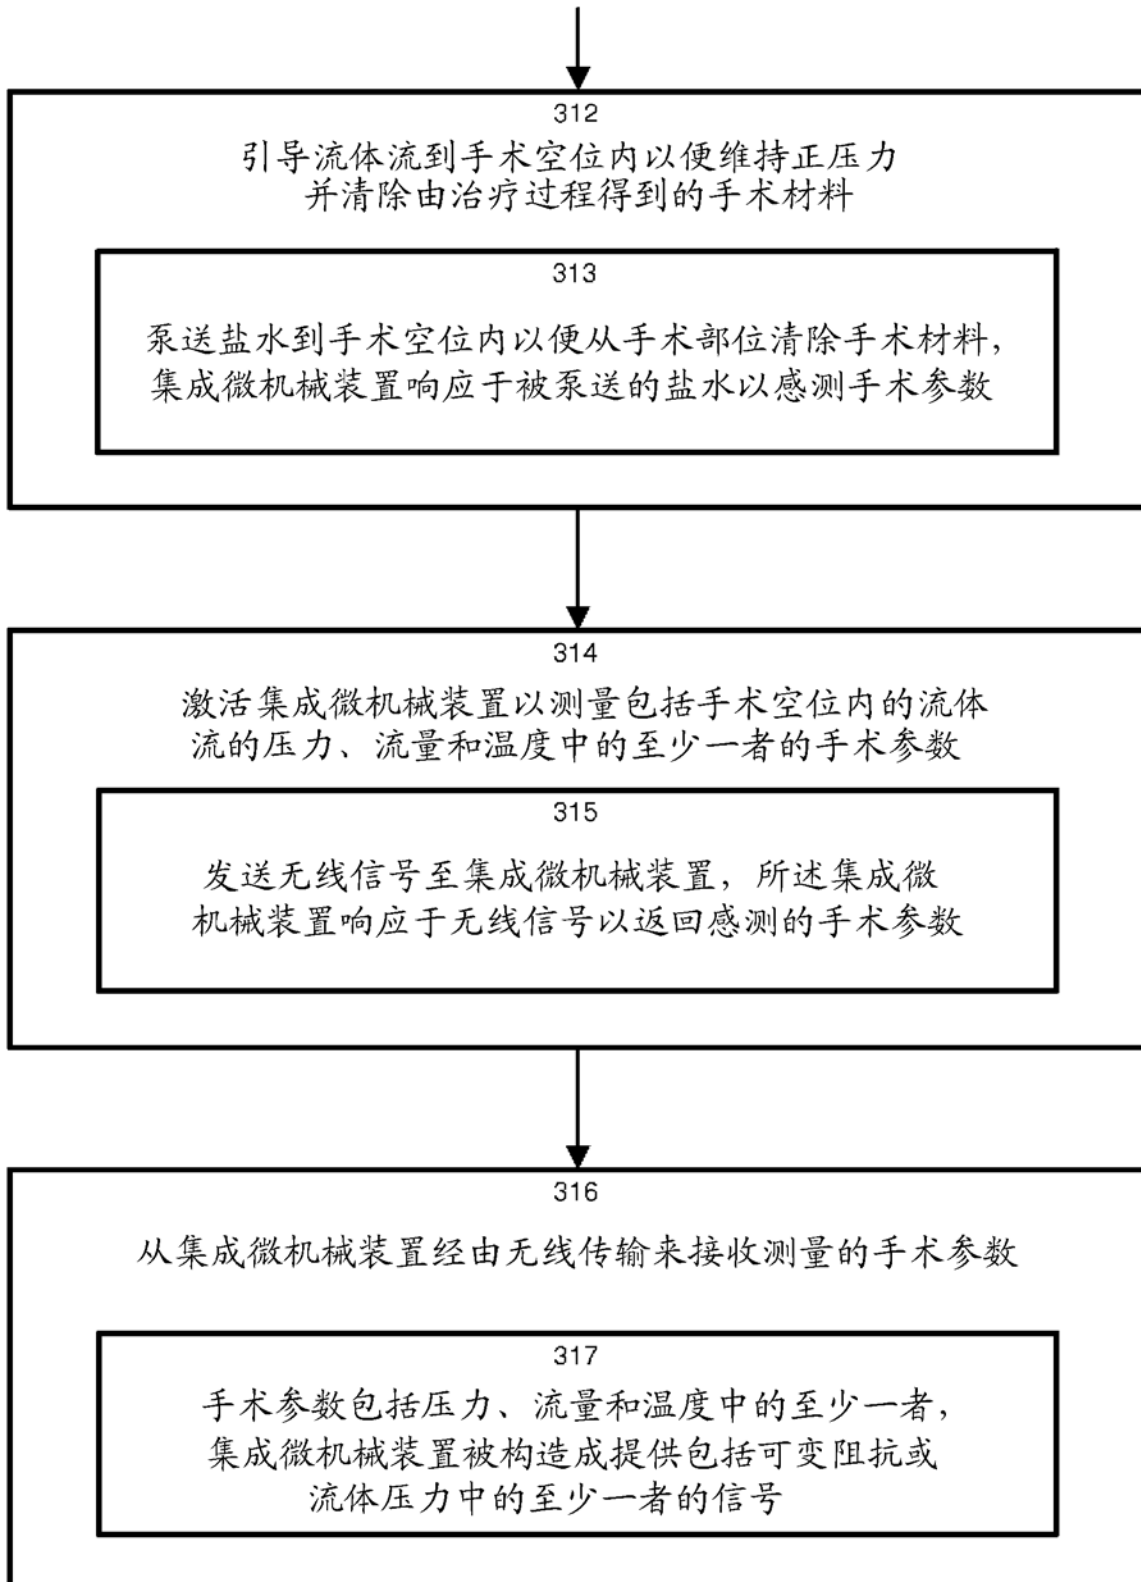 312
引导流体流到手术空位内以便维持正压力
并清除由治疗过程得到的手术材料
313
泵送盐水到手术空位内以便从手术部位清除手术材料，
集成微机械装置响应于被泵送的盐水以感测手术参数
314
激活集成微机械装置以测量包括手术空位内的流体
流的压力、流量和温度中的至少一者的手术参数
315
发送无线信号至集成微机械装置，所述集成微
机械装置响应于无线信号以返回感测的手术参数
316
从集成微机械装置经由无线传输来接收测量的手术参数
317
手术参数包括压力、流量和温度中的至少一者，
集成微机械装置被构造成提供包括可变阻抗或
流体压力中的至少一者的信号